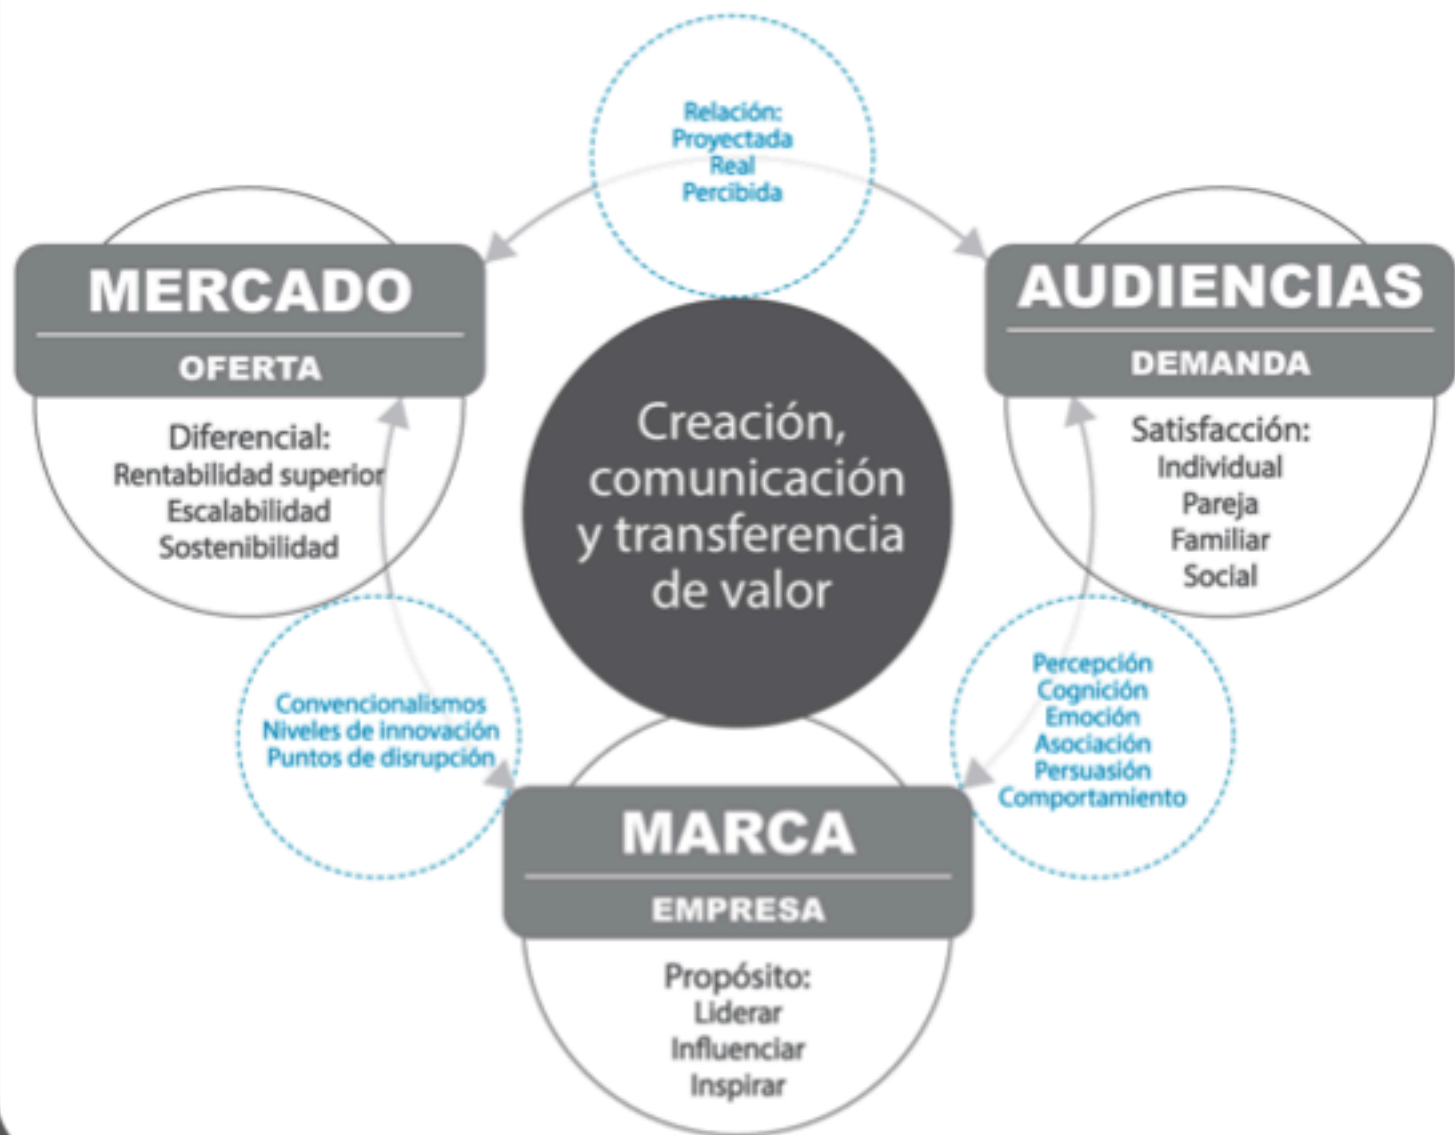 Relación:
Proyectada
Real
Percibida
MERCADO
OFERTA
Diferencial:
Rentabilidad superior
Escalabilidad
Sostenibilidad
AUDIENCIAS
DEMANDA
Satisfacción:
Individual
Pareja
Familiar
Social
Creación,
comunicación
y transferencia
de valor
Convencionalismos
Niveles de innovación
Puntos de disrupción
Percepción
Cognición
Emoción
Asociación
Persuasión
Comportamiento
MARCA
EMPRESA
Propósito:
Liderar
Influenciar
Inspirar